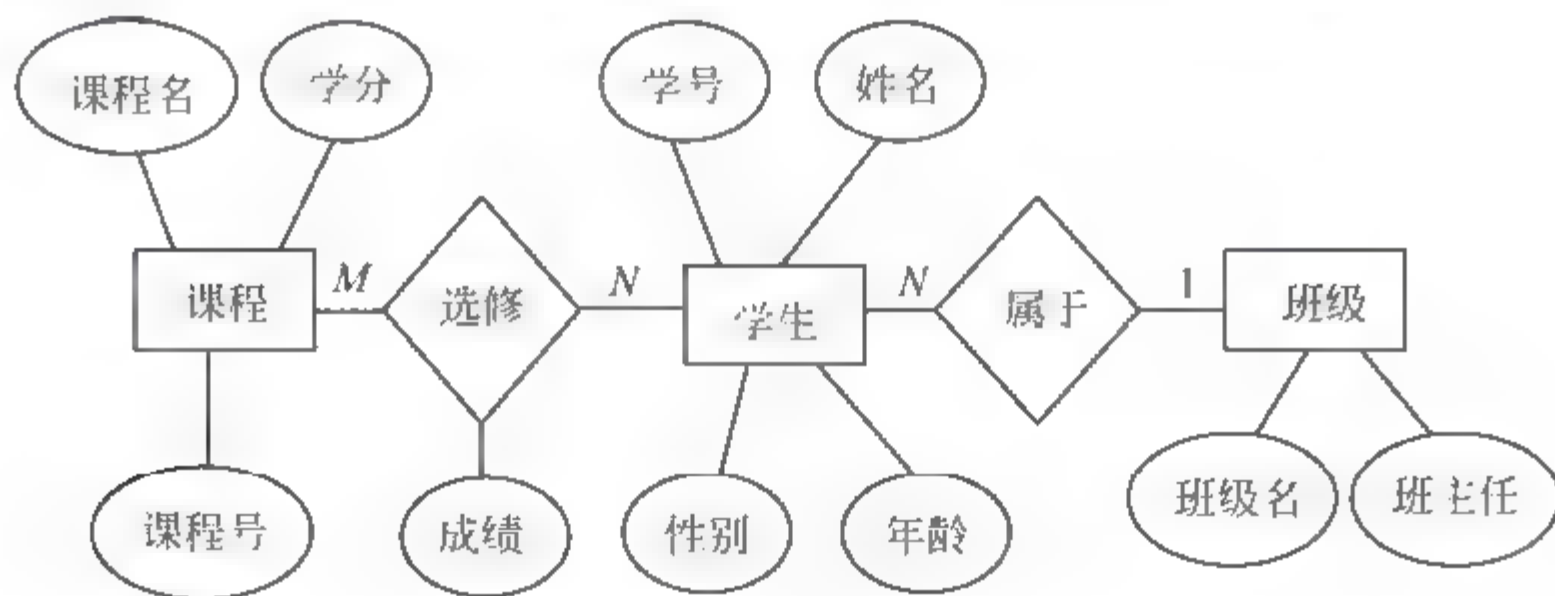 课程名
学分
学号
姓名
课程
M
选修
N
学生
N
属于
1
班级
课程号
成绩
性别
年龄
班级名
班主任